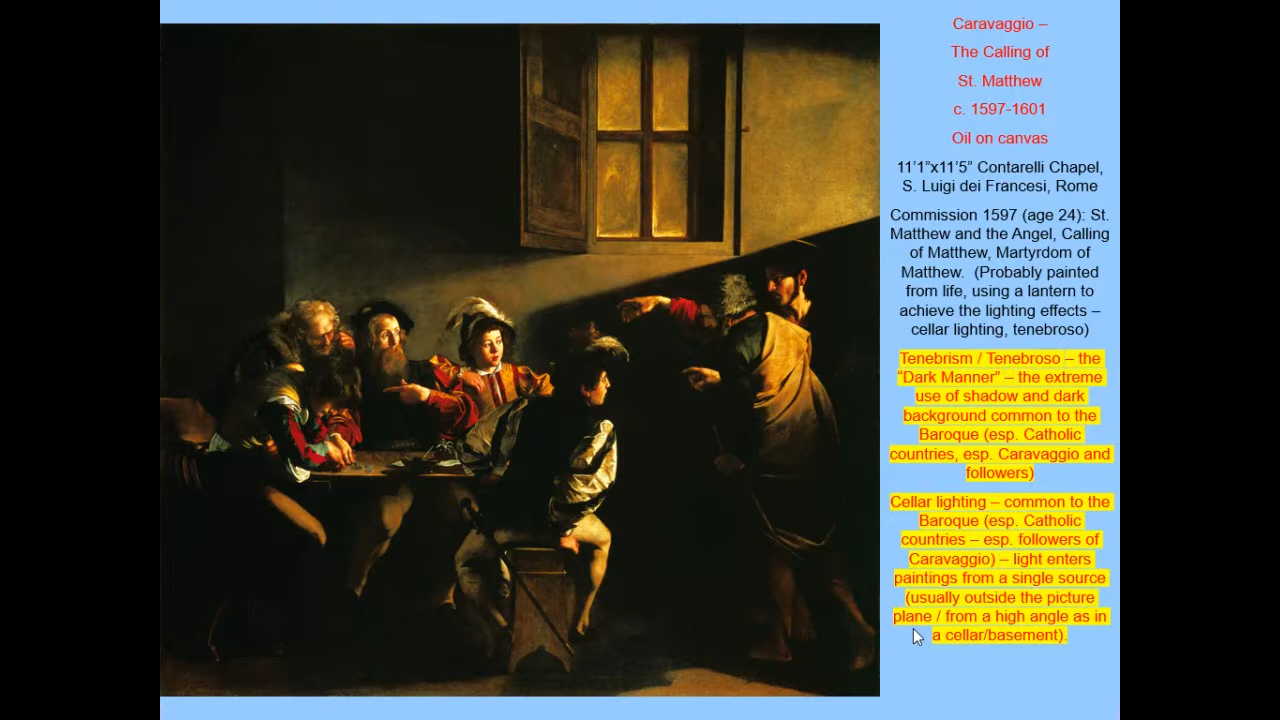 Caravaggio –
The Calling of
St. Matthew
c. 1597-1601
Oil on canvas
11’1”x11’5” Contarelli Chapel,
S. Luigi dei Francesi, Rome
Commission 1597 (age 24): St.
Matthew and the Angel, Calling
of Matthew, Martyrdom of
Matthew.  (Probably painted
from life, using a lantern to
achieve the lighting effects –
cellar lighting, tenebroso)
Tenebrism / Tenebroso – the
“Dark Manner” – the extreme
use of shadow and dark
background common to the
Baroque (esp. Catholic
countries, esp. Caravaggio and
followers)
Cellar lighting – common to the
Baroque (esp. Catholic
countries – esp. followers of
Caravaggio) – light enters
paintings from a single source
(usually outside the picture
plane / from a high angle as in
a cellar/basement).